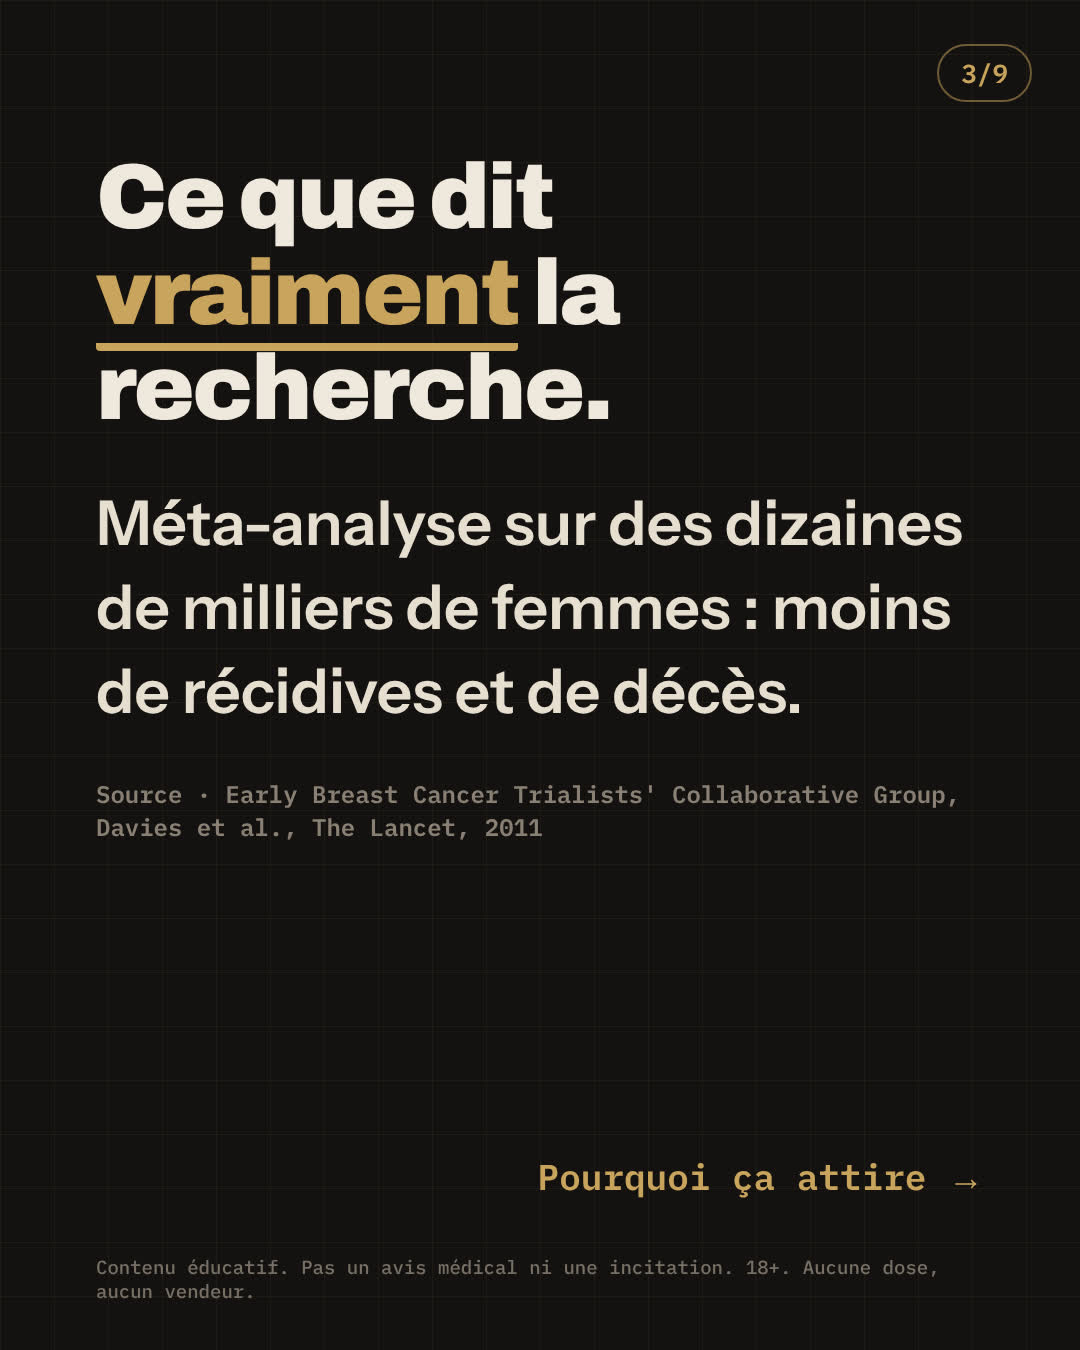 3/9
Ce que dit
vraiment la
recherche.
Méta-analyse sur des dizaines
de milliers de femmes : moins
de récidives et de décès.
Source · Early Breast Cancer Trialists' Collaborative Group,
Davies et al., The Lancet, 2011
Pourquoi ça attire →
Contenu éducatif. Pas un avis médical ni une incitation. 18+. Aucune dose,
aucun vendeur.